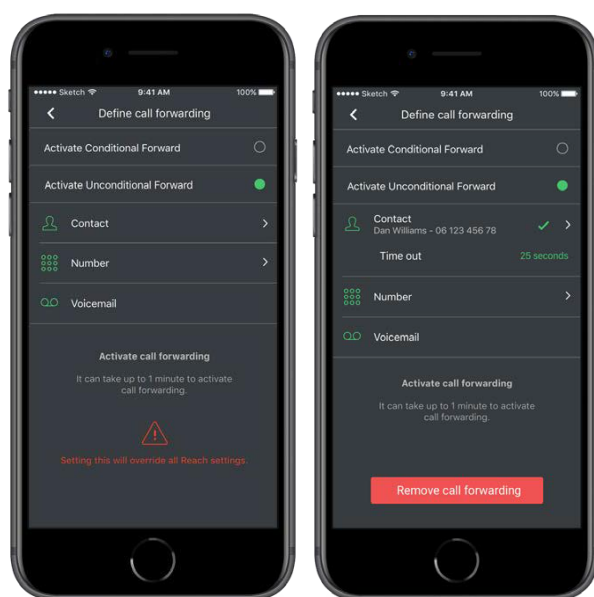 Sketch 9:41 AM 100%
Define call forwarding
Activate Conditional Forward
Activate Unconditional Forward
Contact
Number
Voicemail
Activate call forwarding
It can take up to 1 minute to activate
call forwarding.
Setting this will override all Reach settings.
Sketch 9:41 AM 100%
Define call forwarding
Activate Conditional Forward
Activate Unconditional Forward
Contact
Dan Williams - 06 123 456 78
Time out 25 seconds
Number
Voicemail
Activate call forwarding
It can take up to 1 minute to activate
call forwarding.
Remove call forwarding